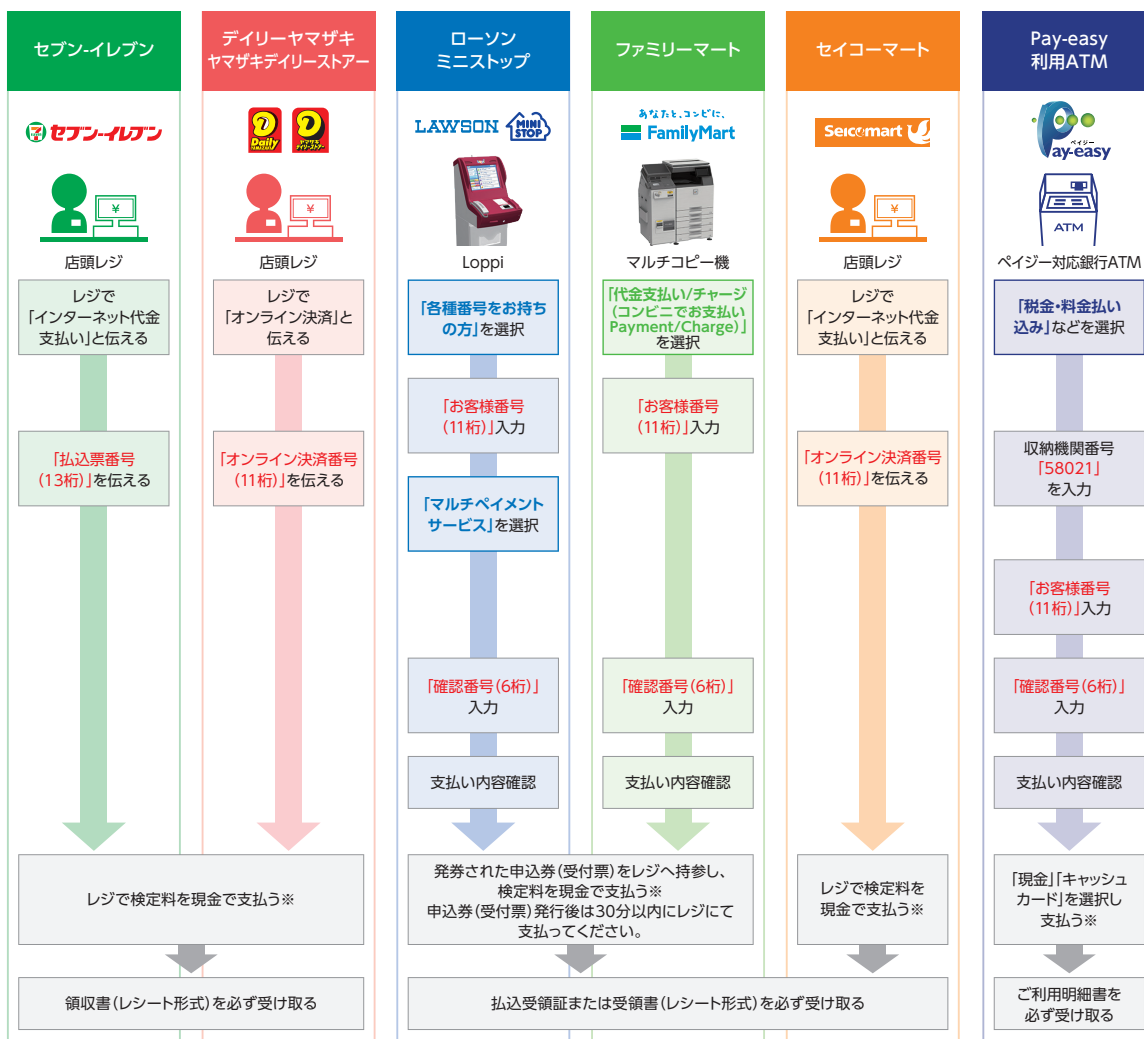 セブン-イレブン
デイリーヤマザキ
ヤマザキデイリーストアー
ローソン
ミニストップ
ファミリーマート
セイコーマート
Pay-easy
利用ATM
セブン-イレブン
Daily
YAMAZAKI
ヤマザキ
デイリーストアー
LAWSON
MINI
STOP
あなたと、コンビに、
FamilyMart
Seicomart
ペイジー
Pay-easy
¥
¥
¥
ATM
店頭レジ
店頭レジ
Loppi
マルチコピー機
店頭レジ
ペイジー対応銀行ATM
レジで
「インターネット代金
支払い」と伝える
レジで
「オンライン決済」と
伝える
「各種番号をお持ち
の方」を選択
「代金支払い/チャージ
(コンビニでお支払い
Payment/Charge)」
を選択
レジで
「インターネット代金
支払い」と伝える
「税金・料金払い
込み」などを選択
「お客様番号
(11桁)」入力
「お客様番号
(11桁)」入力
「払込票番号
(13桁)」を伝える
「オンライン決済番号
(11桁)」を伝える
「オンライン決済番号
(11桁)」を伝える
収納機関番号
「58021」
を入力
「マルチペイメント
サービス」を選択
「お客様番号
(11桁)」入力
「確認番号(6桁)」
入力
「確認番号(6桁)」
入力
「確認番号(6桁)」
入力
支払い内容確認
支払い内容確認
支払い内容確認
レジで検定料を現金で支払う※
発券された申込券(受付票)をレジへ持参し、
検定料を現金で支払う※
申込券(受付票)発行後は30分以内にレジにて
支払ってください。
レジで検定料を
現金で支払う※
「現金」「キャッシュ
カード」を選択し
支払う※
領収書(レシート形式)を必ず受け取る
払込受領証または受領書(レシート形式)を必ず受け取る
ご利用明細書を
必ず受け取る